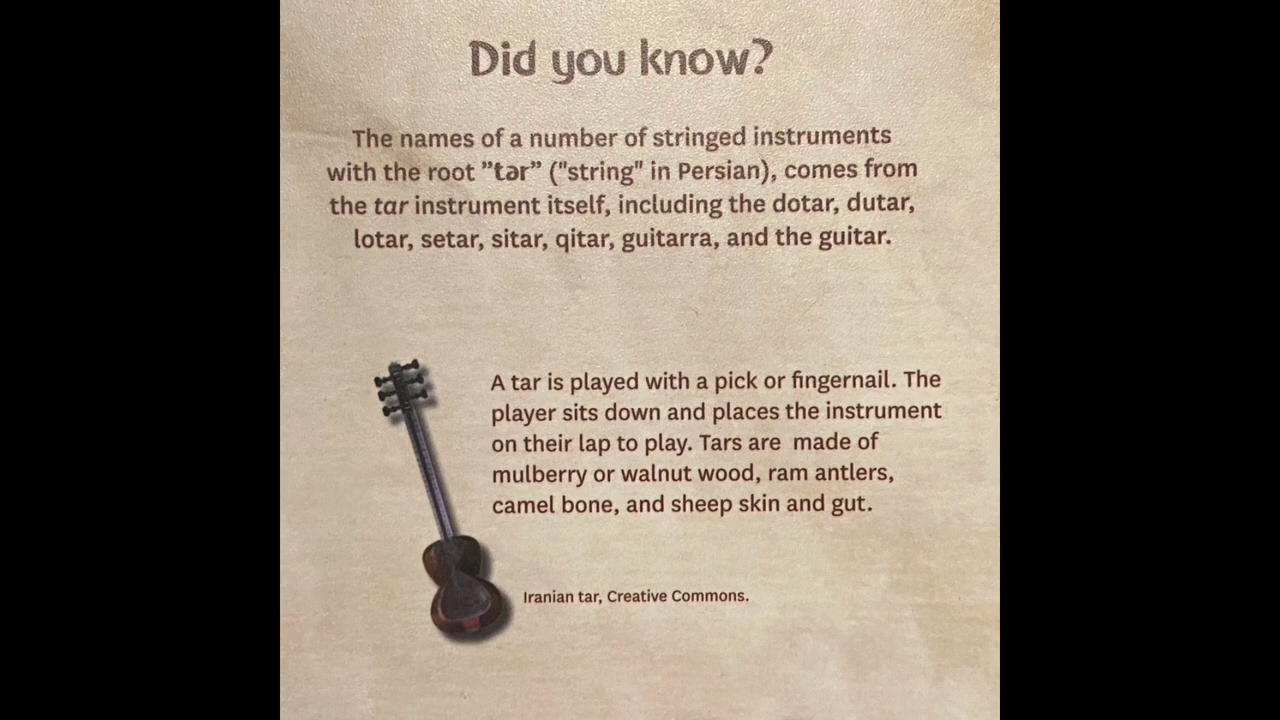 Did you know?
The names of a number of stringed instruments
with the root ”tər” ("string" in Persian), comes from
the tar instrument itself, including the dotar, dutar,
lotar, setar, sitar, qitar, guitarra, and the guitar.
A tar is played with a pick or fingernail. The
player sits down and places the instrument
on their lap to play. Tars are  made of
mulberry or walnut wood, ram antlers,
camel bone, and sheep skin and gut.
Iranian tar, Creative Commons.